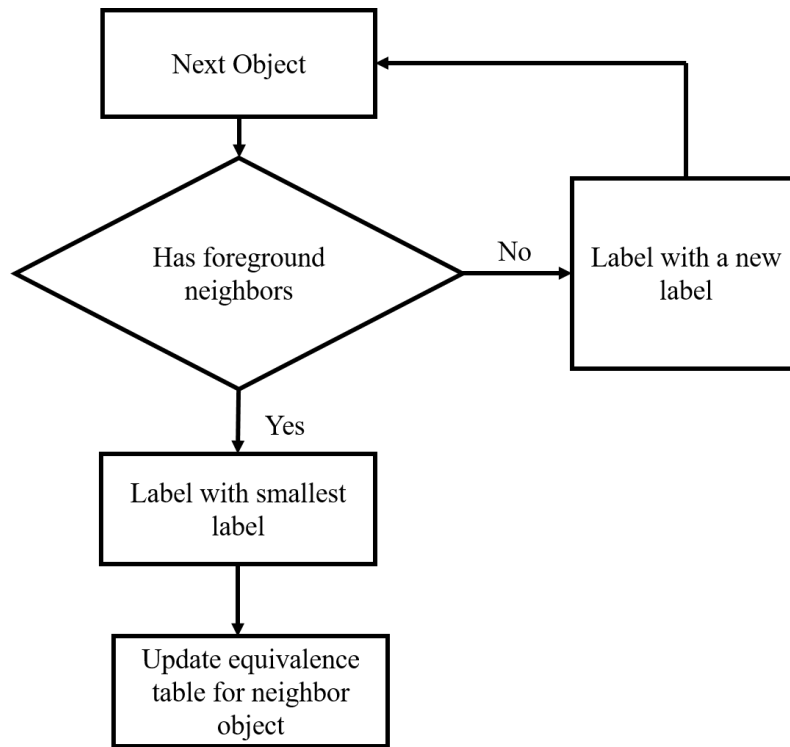 Next Object
Has foreground
neighbors
No
Label with a new
label
Yes
Label with smallest
label
Update equivalence
table for neighbor
object